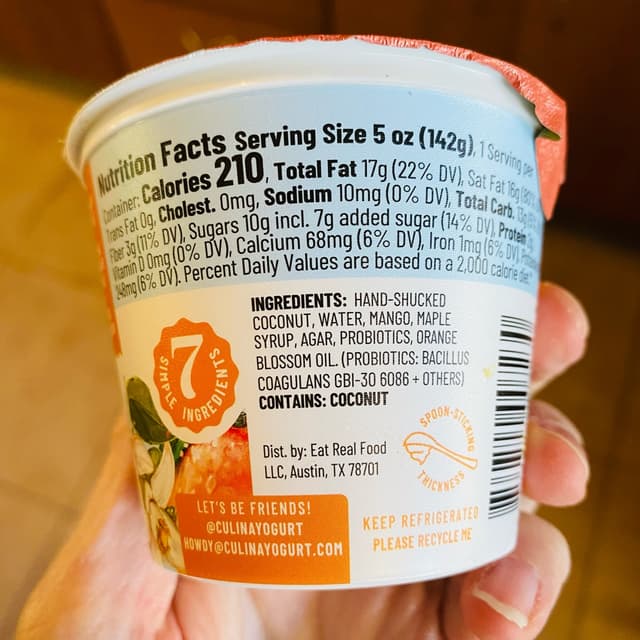 Nutrition Facts Serving Size 5 oz (142g), 1 Serving per
Container: Calories 210, Total Fat 17g (22% DV), Sat Fat 16g
Trans Fat 0g, Cholest. 0mg, Sodium 10mg (0% DV), Total Carb.
Fiber 3g (11% DV), Sugars 10g incl. 7g added sugar (14% DV), Protein
Vitamin D 0mg (0% DV), Calcium 68mg (6% DV), Iron 1mg (6% DV),
248mg (6% DV). Percent Daily Values are based on a 2,000 calorie diet.
INGREDIENTS: HAND-SHUCKED
COCONUT, WATER, MANGO, MAPLE
SYRUP, AGAR, PROBIOTICS, ORANGE
BLOSSOM OIL. (PROBIOTICS: BACILLUS
COAGULANS GBI-30 6086 + OTHERS)
CONTAINS: COCONUT
7
SIMPLE INGREDIENTS
SPOON-STICKING
THICKNESS
Dist. by: Eat Real Food
LLC, Austin, TX 78701
LET'S BE FRIENDS!
@CULINAYOGURT
HOWDY@CULINAYOGURT.COM
KEEP REFRIGERATED
PLEASE RECYCLE ME